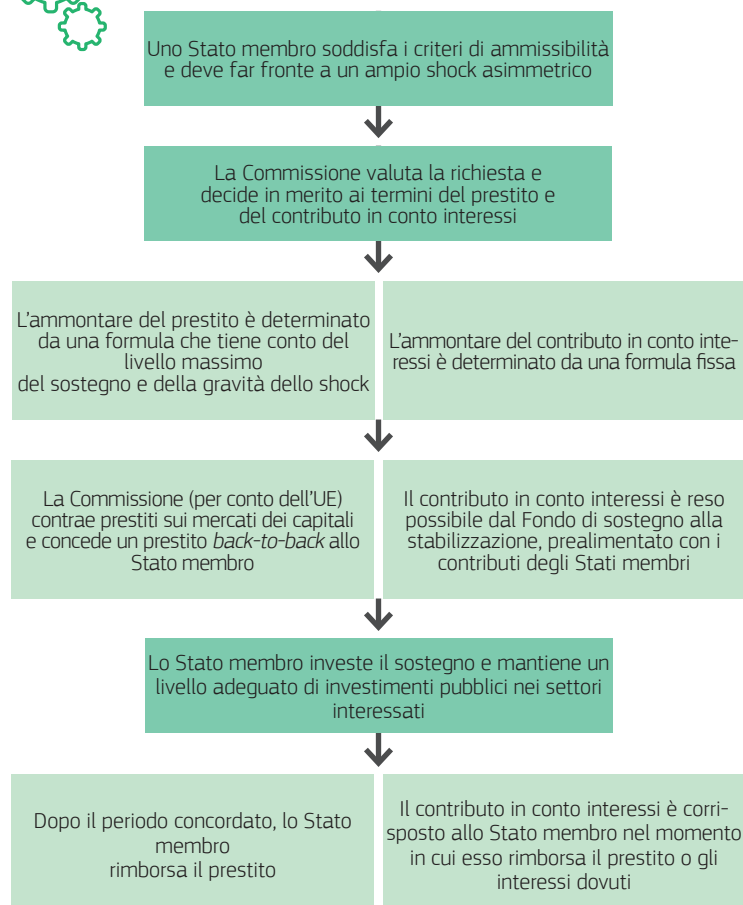 Uno Stato membro soddisfa i criteri di ammissibilità
e deve far fronte a un ampio shock asimmetrico
La Commissione valuta la richiesta e
decide in merito ai termini del prestito e
del contributo in conto interessi
L'ammontare del prestito è determinato
da una formula che tiene conto del
livello massimo
del sostegno e della gravità dello shock
L'ammontare del contributo in conto inte-
ressi è determinato da una formula fissa
La Commissione (per conto dell'UE)
contrae prestiti sui mercati dei capitali
e concede un prestito back-to-back allo
Stato membro
Il contributo in conto interessi è reso
possibile dal Fondo di sostegno alla
stabilizzazione, prealimentato con i
contributi degli Stati membri
Lo Stato membro investe il sostegno e mantiene un
livello adeguato di investimenti pubblici nei settori
interessati
Dopo il periodo concordato, lo Stato
membro
rimborsa il prestito
Il contributo in conto interessi è corri-
sposto allo Stato membro nel momento
in cui esso rimborsa il prestito o gli
interessi dovuti